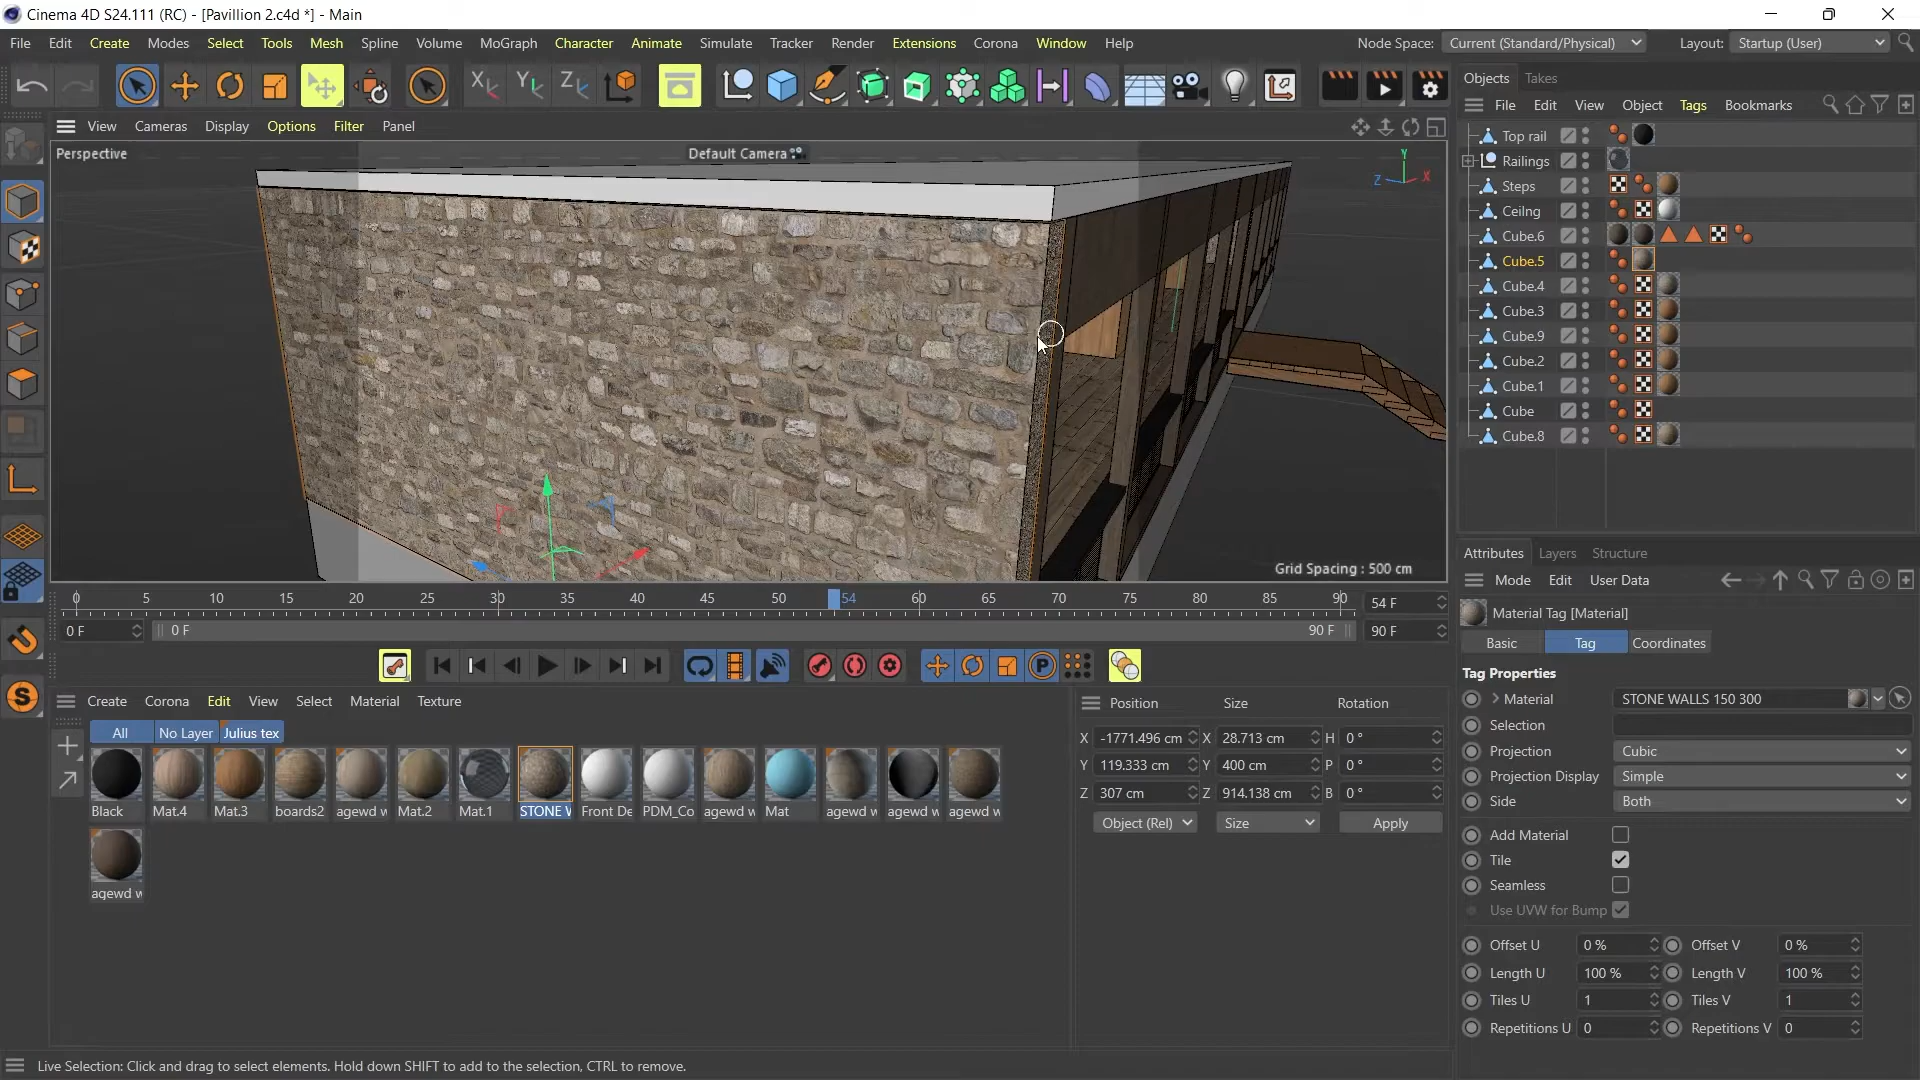 Cinema 4D S24.111 (RC) - [Pavillion 2.c4d *] - Main
File Edit Create Modes Select Tools Mesh Spline Volume MoGraph Character Animate Simulate Tracker Render Extensions Corona Window Help
Node Space: Current (Standard/Physical) Layout: Startup (User)
X Y Z
Objects Takes
File Edit View Object Tags Bookmarks
View Cameras Display Options Filter Panel
Perspective
Default Camera
Y
Z X
Grid Spacing : 500 cm
Top rail
Railings
Steps
Ceilng
Cube.6
Cube.5
Cube.4
Cube.3
Cube.9
Cube.2
Cube.1
Cube
Cube.8
0 5 10 15 20 25 30 35 40 45 50 54 60 65 70 75 80 85 90
54 F
0 F 0 F 90 F 90 F
P
S
Create Corona Edit View Select Material Texture
All No Layer Julius tex
Black Mat.4 Mat.3 boards2 agewd w Mat.2 Mat.1 STONE V Front De PDM_Co agewd w Mat agewd w agewd w agewd w
agewd w
Position Size Rotation
X -1771.496 cm X 28.713 cm H 0 °
Y 119.333 cm Y 400 cm P 0 °
Z 307 cm Z 914.138 cm B 0 °
Object (Rel) Size Apply
Attributes Layers Structure
Mode Edit User Data
Material Tag [Material]
Basic Tag Coordinates
Tag Properties
Material STONE WALLS 150 300
Selection
Projection Cubic
Projection Display Simple
Side Both
Add Material
Tile
Seamless
Use UVW for Bump
Offset U 0 % Offset V 0 %
Length U 100 % Length V 100 %
Tiles U 1 Tiles V 1
Repetitions U 0 Repetitions V 0
Live Selection: Click and drag to select elements. Hold down SHIFT to add to the selection, CTRL to remove.